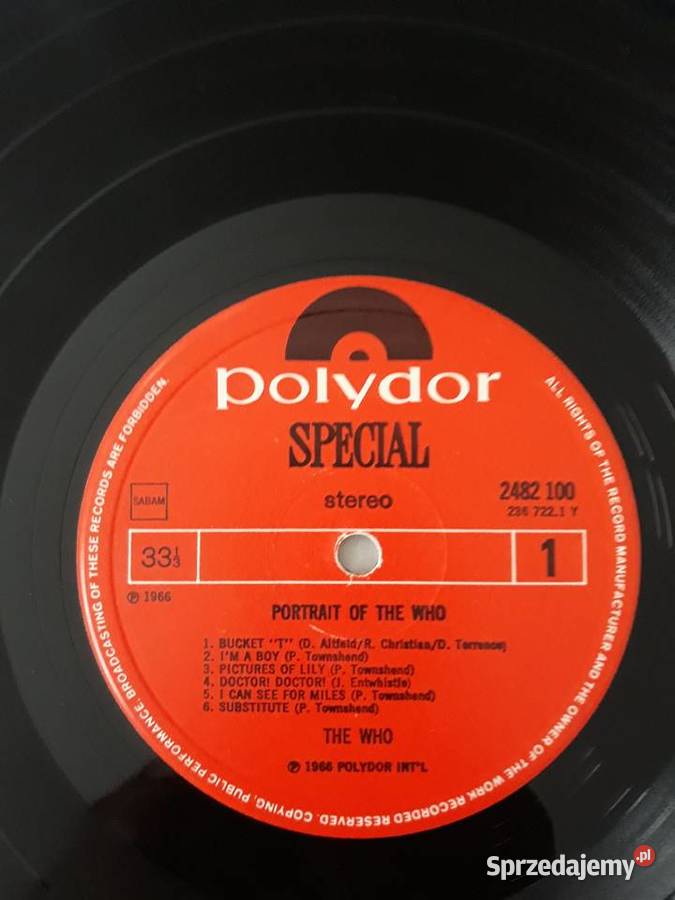 polydor
SPECIAL
stereo
SABAM
2482 100
236 722.1 Y
33⅓
1
℗ 1966
PORTRAIT OF THE WHO
1. BUCKET "T" (D. Altfeld/R. Christian/D. Torrence)
2. I'M A BOY (P. Townshend)
3. PICTURES OF LILY (P. Townshend)
4. DOCTOR! DOCTOR! (J. Entwhistle)
5. I CAN SEE FOR MILES (P. Townshend)
6. SUBSTITUTE (P. Townshend)
THE WHO
℗ 1966 POLYDOR INT'L
ALL RIGHTS OF THE RECORD MANUFACTURER AND THE OWNER OF THE WORK RECORDED RESERVED. COPYING, PUBLIC PERFORMANCE, BROADCASTING OF THESE RECORDS ARE FORBIDDEN.
Sprzedajemy.pl